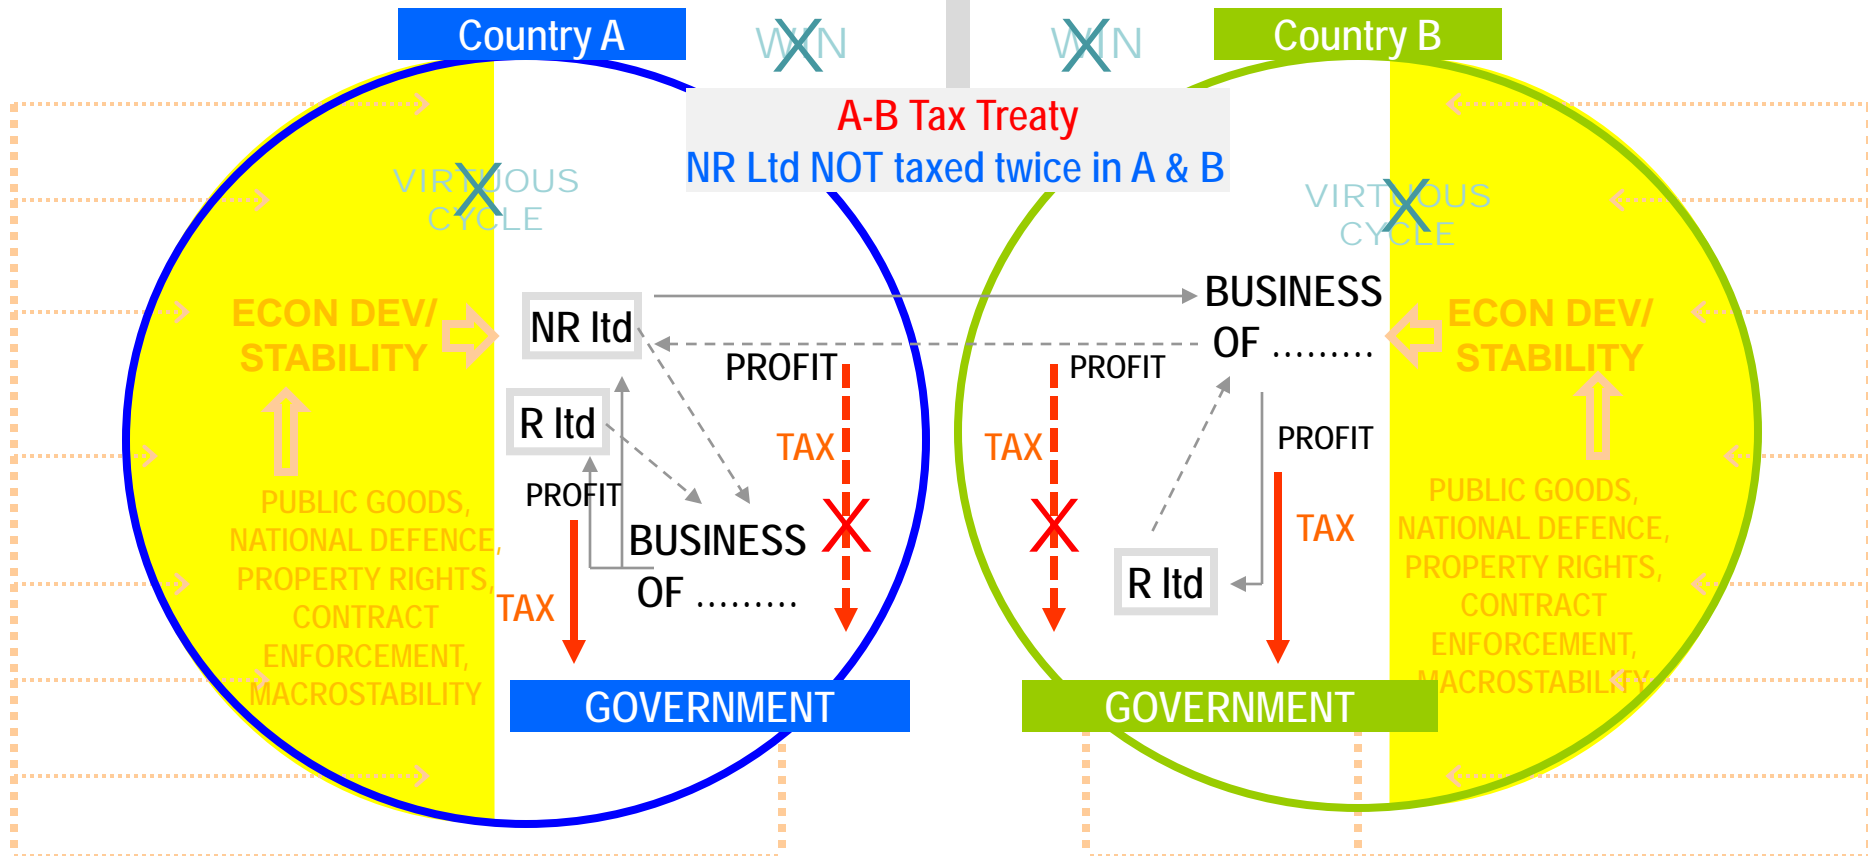 Country A
WIN
X
WIN
X
Country B
A-B Tax Treaty
NR Ltd NOT taxed twice in A & B
VIRTUOUS
CYCLE
X
VIRTUOUS
CYCLE
X
ECON DEV/
STABILITY
NR ltd
BUSINESS
OF .........
ECON DEV/
STABILITY
PROFIT
PROFIT
R ltd
TAX
TAX
PROFIT
PROFIT
PUBLIC GOODS,
NATIONAL DEFENCE,
PROPERTY RIGHTS,
CONTRACT
ENFORCEMENT,
MACROSTABILITY
BUSINESS
OF .........
X
X
TAX
R ltd
PUBLIC GOODS,
NATIONAL DEFENCE,
PROPERTY RIGHTS,
CONTRACT
ENFORCEMENT,
MACROSTABILITY
TAX
GOVERNMENT
GOVERNMENT